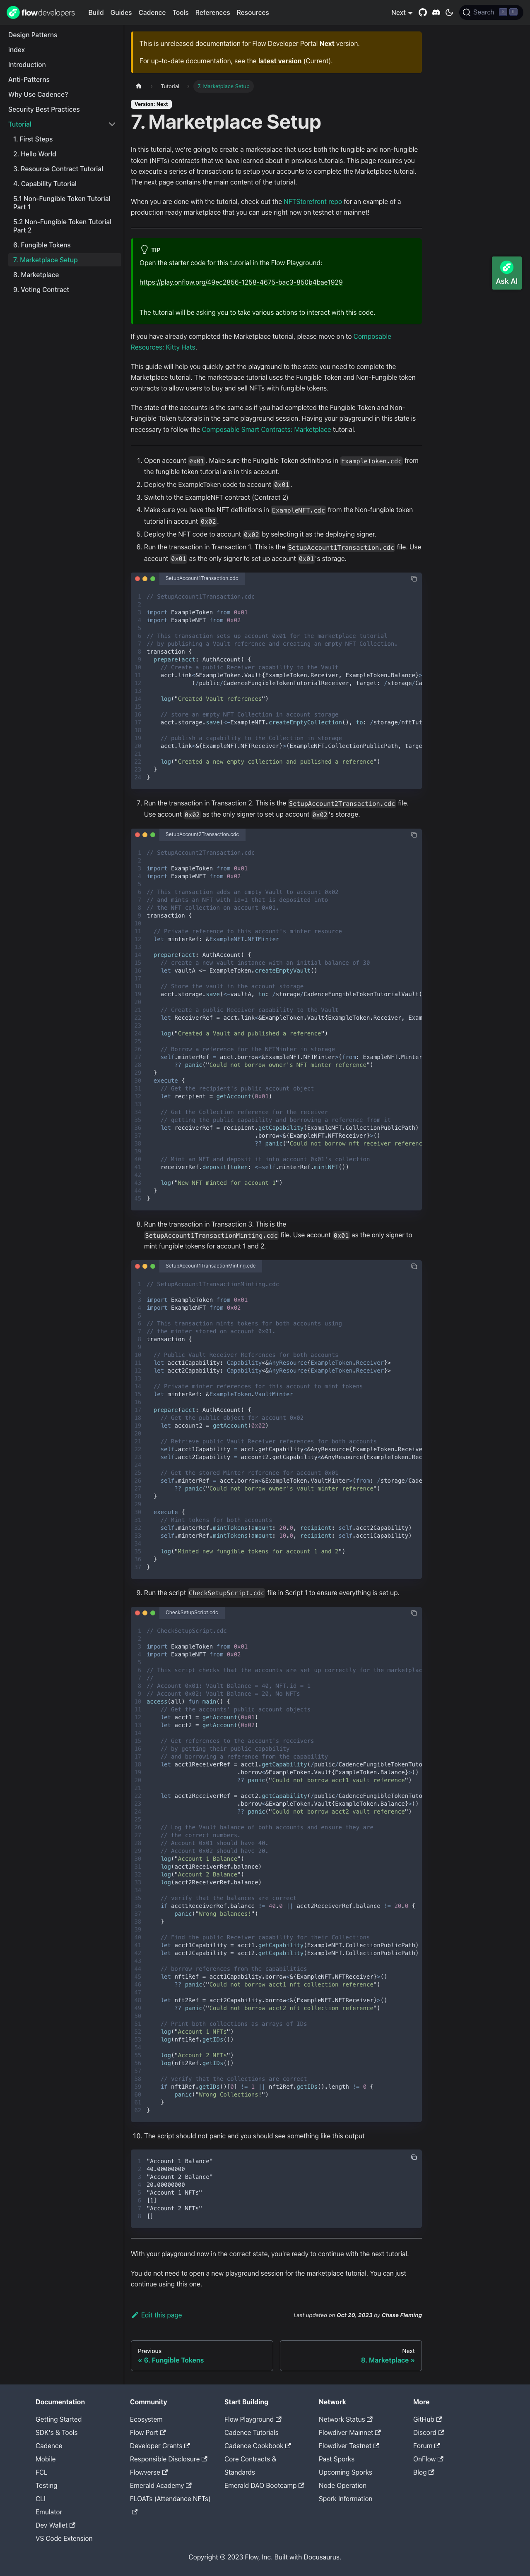 flow developers
Build Guides Cadence Tools References Resources
Next
Search
Design Patterns
index
Introduction
Anti-Patterns
Why Use Cadence?
Security Best Practices
Tutorial
1. First Steps
2. Hello World
3. Resource Contract Tutorial
4. Capability Tutorial
5.1 Non-Fungible Token Tutorial
Part 1
5.2 Non-Fungible Token Tutorial
Part 2
6. Fungible Tokens
7. Marketplace Setup
8. Marketplace
9. Voting Contract
This is unreleased documentation for Flow Developer Portal Next version.
For up-to-date documentation, see the latest version (Current).
Tutorial
7. Marketplace Setup
Version: Next
7. Marketplace Setup
In this tutorial, we're going to create a marketplace that uses both the fungible and non-fungible
token (NFTs) contracts that we have learned about in previous tutorials. This page requires you to
execute a series of transactions to setup your accounts to complete the Marketplace tutorial.
The next page contains the main content of the tutorial.
When you are done with the tutorial, check out the NFTStorefront repo for an example of a
production ready marketplace that you can use right now on testnet or mainnet!
TIP
Open the starter code for this tutorial in the Flow Playground:
https://play.onflow.org/49ec2856-1258-4675-bac3-850b4bae1929
The tutorial will be asking you to take various actions to interact with this code.
If you have already completed the Marketplace tutorial, please move on to Composable
Resources: Kitty Hats.
This guide will help you quickly get the playground to the state you need to complete the
Marketplace tutorial. The marketplace tutorial uses the Fungible Token and Non-Fungible token
contracts to allow users to buy and sell NFTs with fungible tokens.
The state of the accounts is the same as if you had completed the Fungible Token and Non-
Fungible Token tutorials in the same playground session. Having your playground in this state is
necessary to follow the Composable Smart Contracts: Marketplace tutorial.
1. Open account 0x01. Make sure the Fungible Token definitions in ExampleToken.cdc from
the fungible token tutorial are in this account.
2. Deploy the ExampleToken code to account 0x01.
3. Switch to the ExampleNFT contract (Contract 2)
4. Make sure you have the NFT definitions in ExampleNFT.cdc from the Non-fungible token
tutorial in account 0x02.
5. Deploy the NFT code to account 0x02 by selecting it as the deploying signer.
6. Run the transaction in Transaction 1. This is the SetupAccount1Transaction.cdc file. Use
account 0x01 as the only signer to set up account 0x01's storage.
SetupAccount1Transaction.cdc
// SetupAccount1Transaction.cdc
import ExampleToken from 0x01
import ExampleNFT from 0x02
// This transaction sets up account 0x01 for the marketplace tutorial
// by publishing a Vault reference and creating an empty NFT Collection.
transaction {
prepare(acct: AuthAccount) {
// Create a public Receiver capability to the Vault
acct.link<&ExampleToken.Vault{ExampleToken.Receiver, ExampleToken.Balance}>
(/public/CadenceFungibleTokenTutorialReceiver, target: /storage/Ca
log("Created Vault references")
// store an empty NFT Collection in account storage
acct.storage.save(<-ExampleNFT.createEmptyCollection(), to: /storage/nftTut
// publish a capability to the Collection in storage
acct.link<&{ExampleNFT.NFTReceiver}>(ExampleNFT.CollectionPublicPath, targe
log("Created a new empty collection and published a reference")
}
}
7. Run the transaction in Transaction 2. This is the SetupAccount2Transaction.cdc file.
Use account 0x02 as the only signer to set up account 0x02's storage.
SetupAccount2Transaction.cdc
// SetupAccount2Transaction.cdc
import ExampleToken from 0x01
import ExampleNFT from 0x02
// This transaction adds an empty Vault to account 0x02
// and mints an NFT with id=1 that is deposited into
// the NFT collection on account 0x01.
transaction {
// Private reference to this account's minter resource
let minterRef: &ExampleNFT.NFTMinter
prepare(acct: AuthAccount) {
// create a new vault instance with an initial balance of 30
let vaultA <- ExampleToken.createEmptyVault()
// Store the vault in the account storage
acct.storage.save(<-vaultA, to: /storage/CadenceFungibleTokenTutorialVault)
// Create a public Receiver capability to the Vault
let ReceiverRef = acct.link<&ExampleToken.Vault{ExampleToken.Receiver, Exam
log("Created a Vault and published a reference")
// Borrow a reference for the NFTMinter in storage
self.minterRef = acct.borrow<&ExampleNFT.NFTMinter>(from: ExampleNFT.Minter
?? panic("Could not borrow owner's NFT minter reference")
}
execute {
// Get the recipient's public account object
let recipient = getAccount(0x01)
// Get the Collection reference for the receiver
// getting the public capability and borrowing a reference from it
let receiverRef = recipient.getCapability(ExampleNFT.CollectionPublicPath)
.borrow<&{ExampleNFT.NFTReceiver}>()
?? panic("Could not borrow nft receiver referenc
// Mint an NFT and deposit it into account 0x01's collection
receiverRef.deposit(token: <-self.minterRef.mintNFT())
log("New NFT minted for account 1")
}
}
8. Run the transaction in Transaction 3. This is the
SetupAccount1TransactionMinting.cdc file. Use account 0x01 as the only signer to
mint fungible tokens for account 1 and 2.
SetupAccount1TransactionMinting.cdc
// SetupAccount1TransactionMinting.cdc
import ExampleToken from 0x01
import ExampleNFT from 0x02
// This transaction mints tokens for both accounts using
// the minter stored on account 0x01.
transaction {
// Public Vault Receiver References for both accounts
let acct1Capability: Capability<&AnyResource{ExampleToken.Receiver}>
let acct2Capability: Capability<&AnyResource{ExampleToken.Receiver}>
// Private minter references for this account to mint tokens
let minterRef: &ExampleToken.VaultMinter
prepare(acct: AuthAccount) {
// Get the public object for account 0x02
let account2 = getAccount(0x02)
// Retrieve public Vault Receiver references for both accounts
self.acct1Capability = acct.getCapability<&AnyResource{ExampleToken.Receive
self.acct2Capability = account2.getCapability<&AnyResource{ExampleToken.Rec
// Get the stored Minter reference for account 0x01
self.minterRef = acct.borrow<&ExampleToken.VaultMinter>(from: /storage/Cade
?? panic("Could not borrow owner's vault minter reference")
}
execute {
// Mint tokens for both accounts
self.minterRef.mintTokens(amount: 20.0, recipient: self.acct2Capability)
self.minterRef.mintTokens(amount: 10.0, recipient: self.acct1Capability)
log("Minted new fungible tokens for account 1 and 2")
}
}
9. Run the script CheckSetupScript.cdc file in Script 1 to ensure everything is set up.
CheckSetupScript.cdc
// CheckSetupScript.cdc
import ExampleToken from 0x01
import ExampleNFT from 0x02
// This script checks that the accounts are set up correctly for the marketplac
//
// Account 0x01: Vault Balance = 40, NFT.id = 1
// Account 0x02: Vault Balance = 20, No NFTs
access(all) fun main() {
// Get the accounts' public account objects
let acct1 = getAccount(0x01)
let acct2 = getAccount(0x02)
// Get references to the account's receivers
// by getting their public capability
// and borrowing a reference from the capability
let acct1ReceiverRef = acct1.getCapability(/public/CadenceFungibleTokenTuto
.borrow<&ExampleToken.Vault{ExampleToken.Balance}>()
?? panic("Could not borrow acct1 vault reference")
let acct2ReceiverRef = acct2.getCapability(/public/CadenceFungibleTokenTuto
.borrow<&ExampleToken.Vault{ExampleToken.Balance}>()
?? panic("Could not borrow acct2 vault reference")
// Log the Vault balance of both accounts and ensure they are
// the correct numbers.
// Account 0x01 should have 40.
// Account 0x02 should have 20.
log("Account 1 Balance")
log(acct1ReceiverRef.balance)
log("Account 2 Balance")
log(acct2ReceiverRef.balance)
// verify that the balances are correct
if acct1ReceiverRef.balance != 40.0 || acct2ReceiverRef.balance != 20.0 {
panic("Wrong balances!")
}
// Find the public Receiver capability for their Collections
let acct1Capability = acct1.getCapability(ExampleNFT.CollectionPublicPath)
let acct2Capability = acct2.getCapability(ExampleNFT.CollectionPublicPath)
// borrow references from the capabilities
let nft1Ref = acct1Capability.borrow<&{ExampleNFT.NFTReceiver}>()
?? panic("Could not borrow acct1 nft collection reference")
let nft2Ref = acct2Capability.borrow<&{ExampleNFT.NFTReceiver}>()
?? panic("Could not borrow acct2 nft collection reference")
// Print both collections as arrays of IDs
log("Account 1 NFTs")
log(nft1Ref.getIDs())
log("Account 2 NFTs")
log(nft2Ref.getIDs())
// verify that the collections are correct
if nft1Ref.getIDs()[0] != 1 || nft2Ref.getIDs().length != 0 {
panic("Wrong Collections!")
}
}
10. The script should not panic and you should see something like this output
"Account 1 Balance"
40.00000000
"Account 2 Balance"
20.00000000
"Account 1 NFTs"
[1]
"Account 2 NFTs"
[]
With your playground now in the correct state, you're ready to continue with the next tutorial.
You do not need to open a new playground session for the marketplace tutorial. You can just
continue using this one.
Edit this page
Last updated on Oct 20, 2023 by Chase Fleming
Previous
« 6. Fungible Tokens
Next
8. Marketplace »
Ask AI
Documentation
Getting Started
SDK's & Tools
Cadence
Mobile
FCL
Testing
CLI
Emulator
Dev Wallet
VS Code Extension
Community
Ecosystem
Flow Port
Developer Grants
Responsible Disclosure
Flowverse
Emerald Academy
FLOATs (Attendance NFTs)
Start Building
Flow Playground
Cadence Tutorials
Cadence Cookbook
Core Contracts &
Standards
Emerald DAO Bootcamp
Network
Network Status
Flowdiver Mainnet
Flowdiver Testnet
Past Sporks
Upcoming Sporks
Node Operation
Spork Information
More
GitHub
Discord
Forum
OnFlow
Blog
Copyright © 2023 Flow, Inc. Built with Docusaurus.